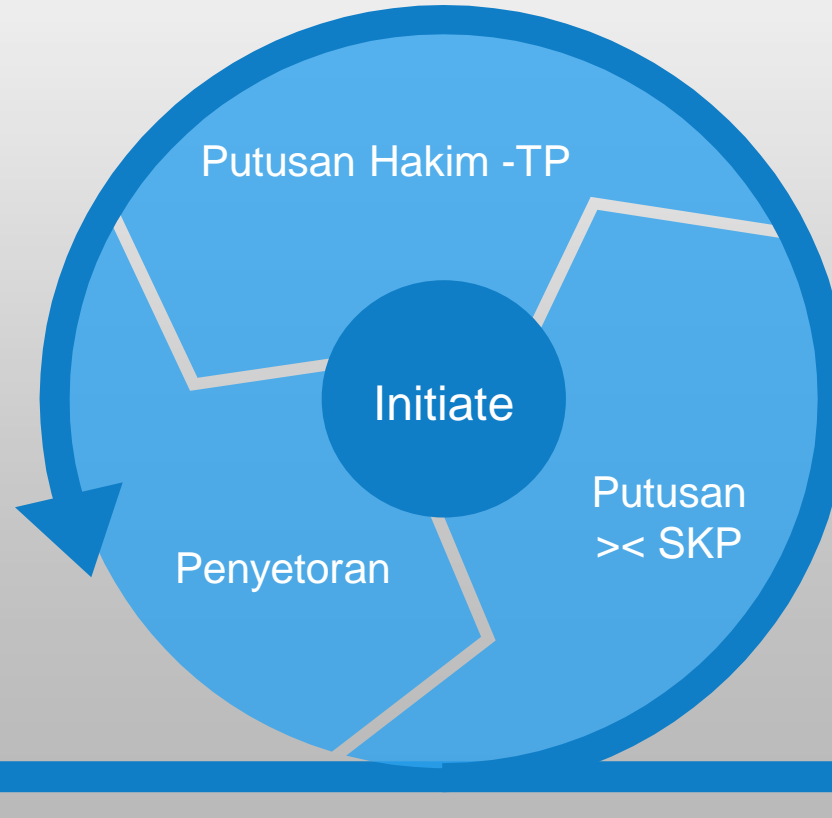 Putusan Hakim -TP
Initiate
Putusan
>< SKP
Penyetoran